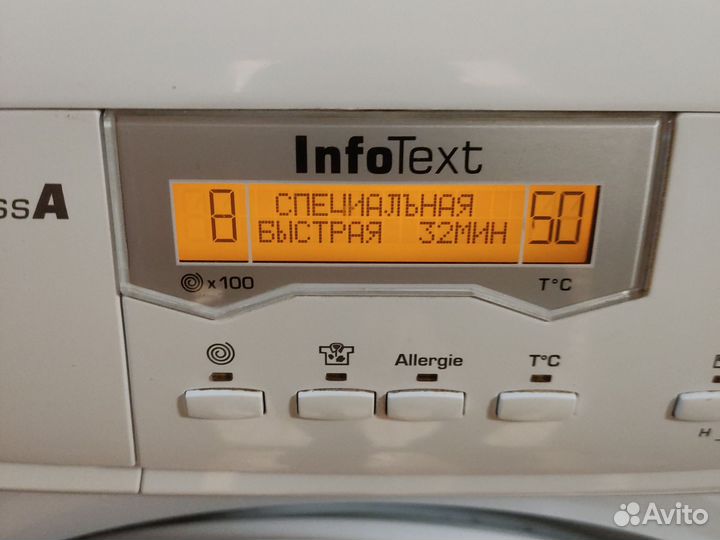 InfoText
ssA
8 СПЕЦИАЛЬНАЯ 50
БЫСТРАЯ 32МИН
x100 T°C
Allergie T°C
H
Avito